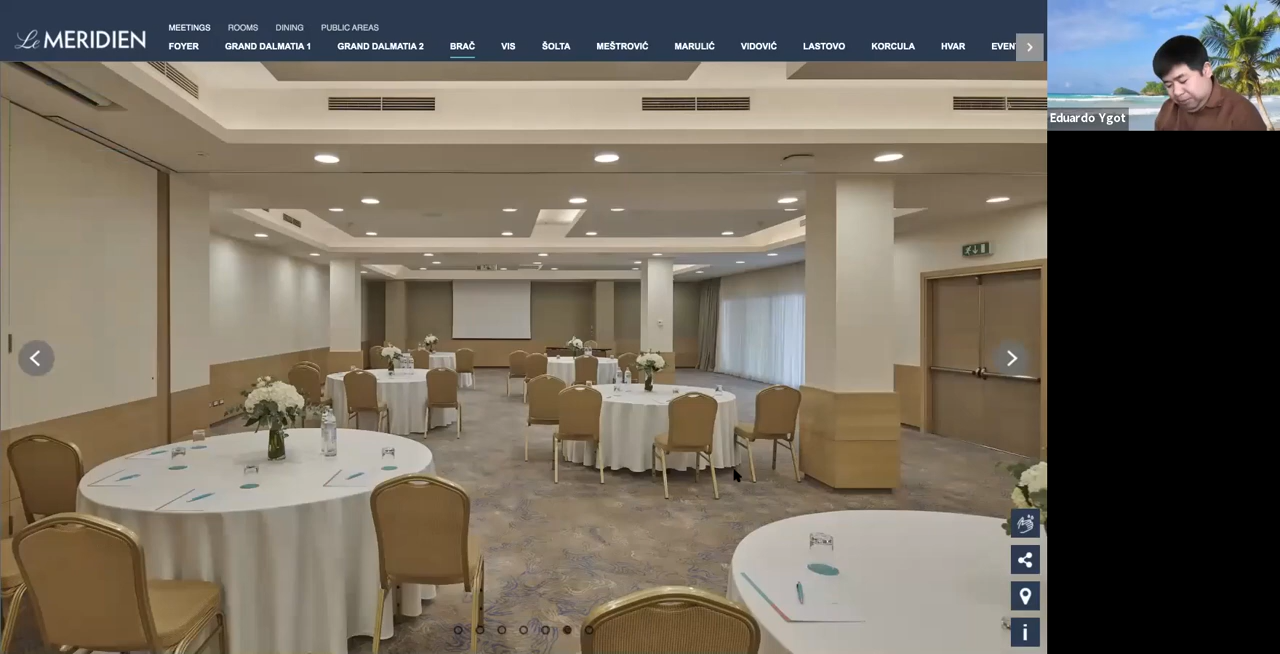 Le MERIDIEN
MEETINGS ROOMS DINING PUBLIC AREAS
FOYER GRAND DALMATIA 1 GRAND DALMATIA 2 BRAČ VIS ŠOLTA MEŠTROVIĆ MARULIĆ VIDOVIĆ LASTOVO KORCULA HVAR EVENT
Eduardo Ygot